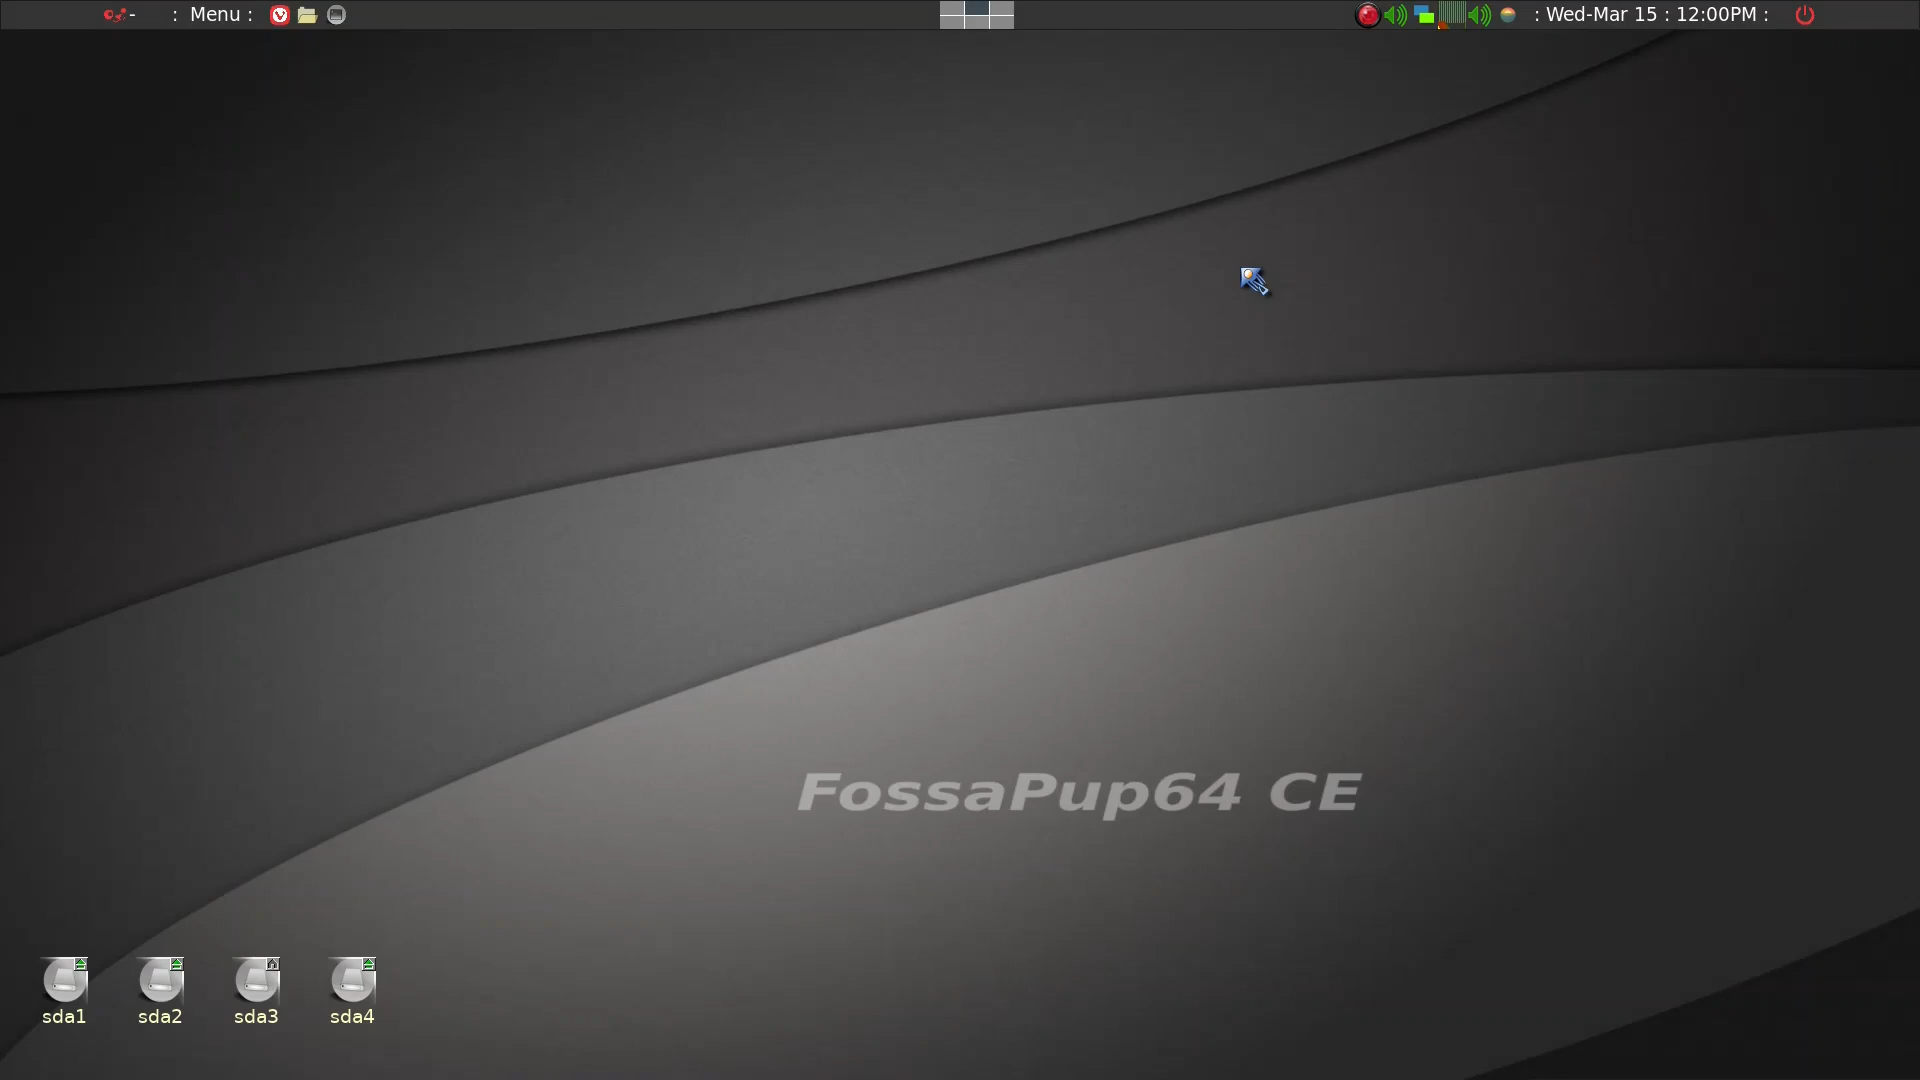 : Menu :
: Wed-Mar 15 : 12:00PM :
FossaPup64 CE
sda1 sda2 sda3 sda4